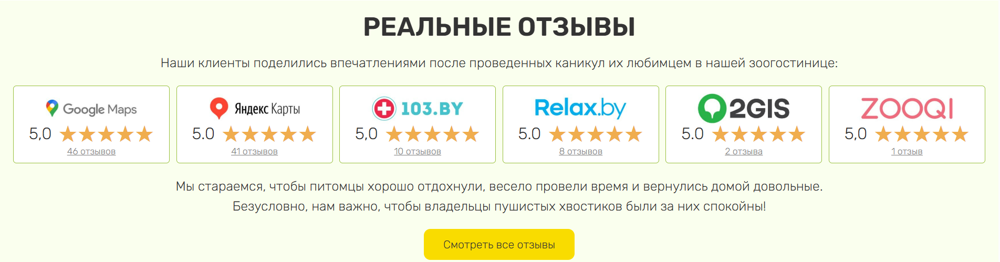 РЕАЛЬНЫЕ ОТЗЫВЫ
Наши клиенты поделились впечатлениями после проведенных каникул их любимцем в нашей зоогостинице:
Google Maps
5,0
46 отзывов
Яндекс Карты
5.0
41 отзывов
103.BY
5,0
10 отзывов
Relax.by
5.0
8 отзывов
2GIS
5.0
2 отзыва
ZOOQI
5,0
1 отзыв
Мы стараемся, чтобы питомцы хорошо отдохнули, весело провели время и вернулись домой довольные.
Безусловно, нам важно, чтобы владельцы пушистых хвостиков были за них спокойны!
Смотреть все отзывы